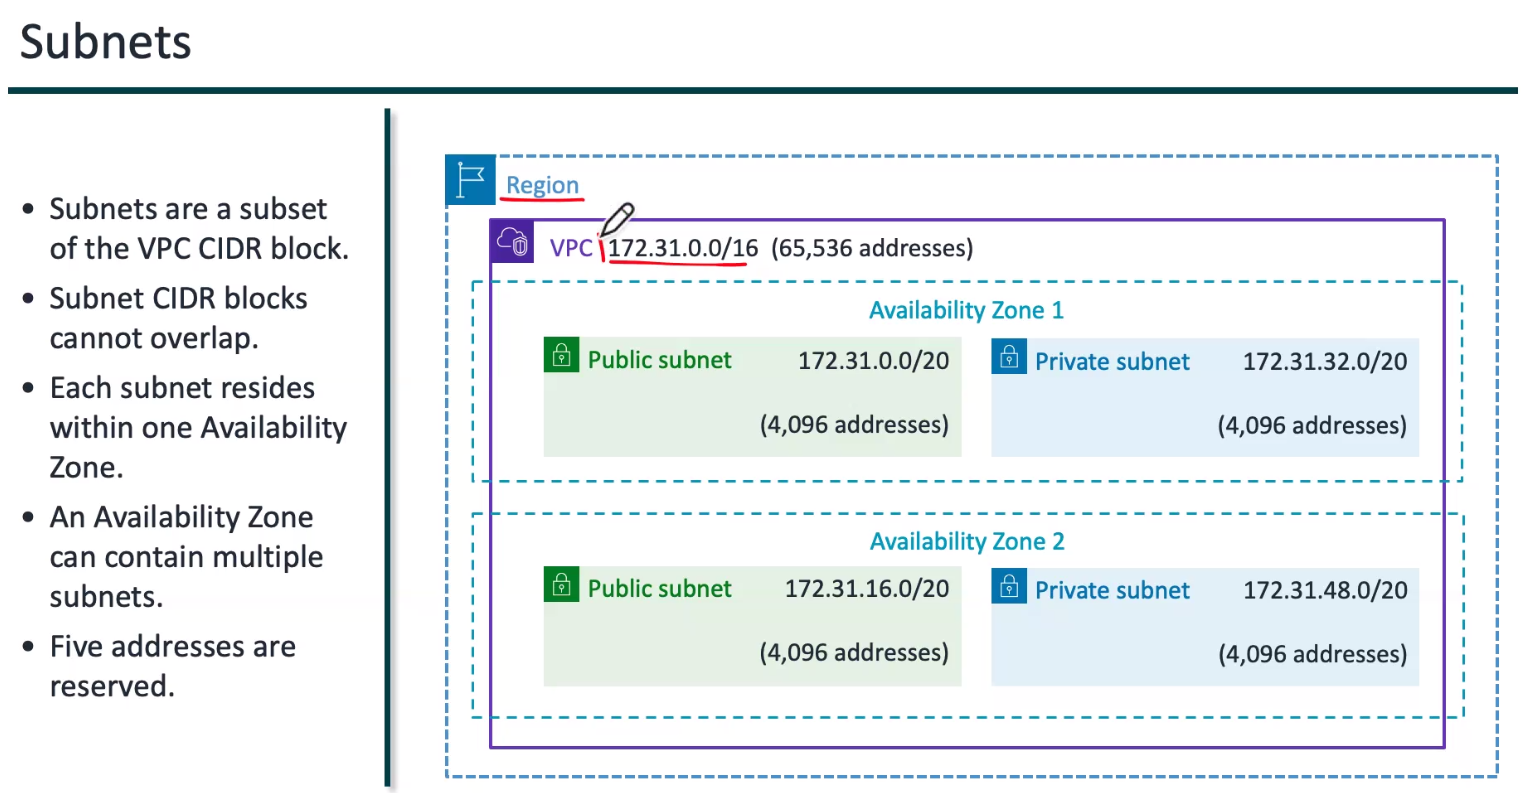 Subnets
• Subnets are a subset
of the VPC CIDR block.
• Subnet CIDR blocks
cannot overlap.
• Each subnet resides
within one Availability
Zone.
• An Availability Zone
can contain multiple
subnets.
• Five addresses are
reserved.
Region
VPC 172.31.0.0/16 (65,536 addresses)
Availability Zone 1
Public subnet 172.31.0.0/20
(4,096 addresses)
Private subnet 172.31.32.0/20
(4,096 addresses)
Availability Zone 2
Public subnet 172.31.16.0/20
(4,096 addresses)
Private subnet 172.31.48.0/20
(4,096 addresses)